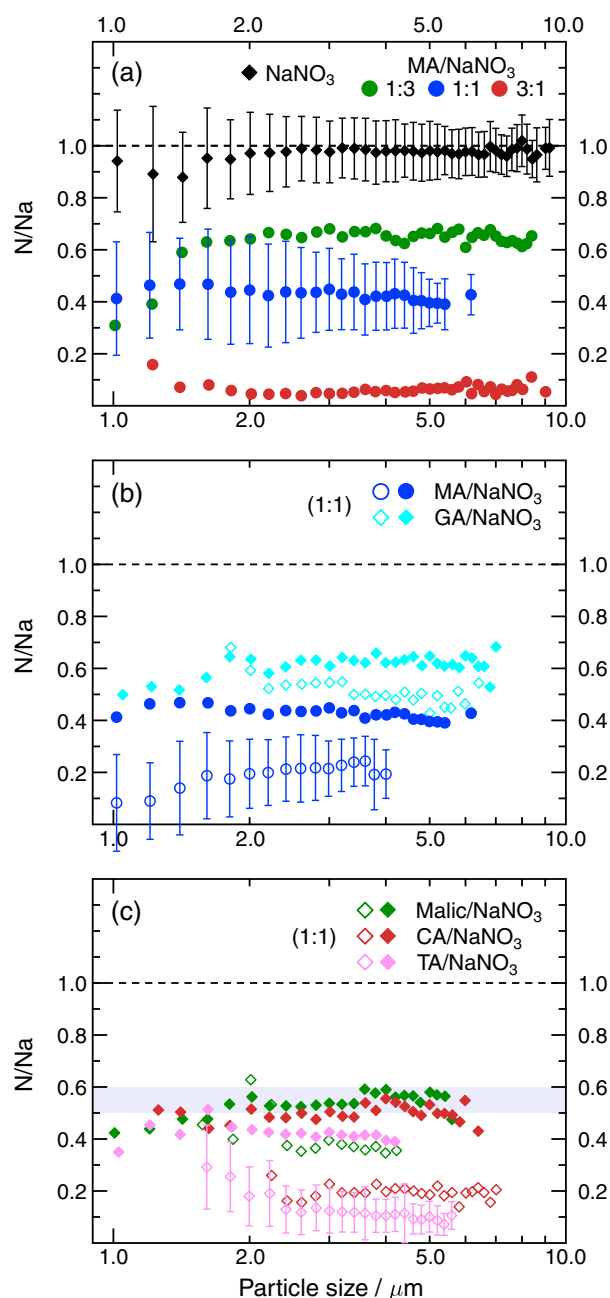 1.0 2.0 5.0 10.0
(a)
NaNO3
MA/NaNO3
1:3 1:1 3:1
N/Na
1.0 1.0
0.8 0.8
0.6 0.6
0.4 0.4
0.2 0.2
1.0 2.0 5.0 10.0
(b)
(1:1)
MA/NaNO3
GA/NaNO3
N/Na
1.0 1.0
0.8 0.8
0.6 0.6
0.4 0.4
0.2 0.2
1.0 2.0 5.0 10.0
(c)
(1:1)
Malic/NaNO3
CA/NaNO3
TA/NaNO3
N/Na
1.0 1.0
0.8 0.8
0.6 0.6
0.4 0.4
0.2 0.2
1.0 2.0 5.0 10.0
Particle size / μm